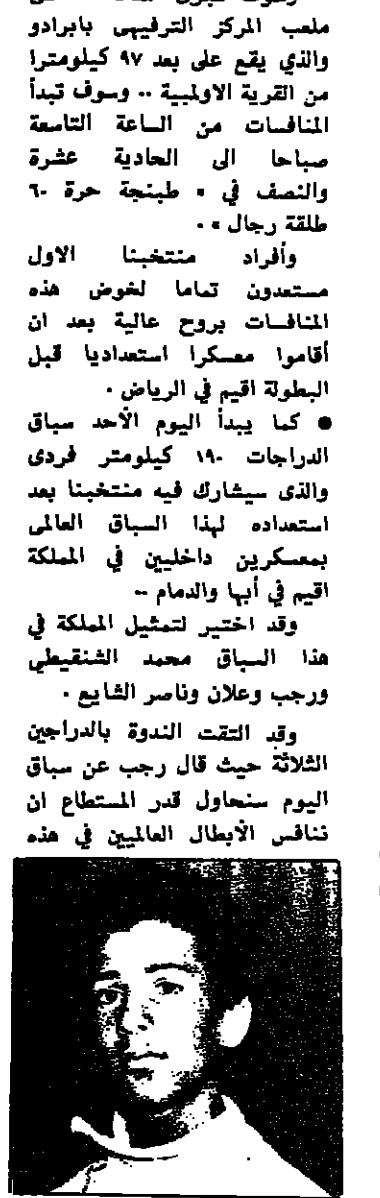 ملعب المركز الترفيهى بابرادو
والذي يقع على بعد ٩٧ كيلومترا
من القرية الاولمبية .. وسوف تبدأ
المنافسات من الساعة التاسعة
صباحا الى الحادية عشرة
والنصف في « طبنجة حرة ٦٠
طلقة رجال » .
وأفراد منتخبنا الاول
مستعدون تماما لخوض هذه
المنافسات بروح عالية بعد ان
أقاموا معسكرا استعداديا قبل
البطولة اقيم في الرياض .
● كما يبدأ اليوم الأحد سباق
الدراجات ١٩٠ كيلومتر فردى
والذى سيشارك فيه منتخبنا بعد
استعداده لهذا السباق العالمى
بمعسكرين داخليين في المملكة
اقيم في أبها والدمام ..
وقد اختير لتمثيل المملكة في
هذا السباق محمد الشنقيطي
ورجب وعلان وناصر الشايع .
وقد التقت الندوة بالدراجين
الثلاثة حيث قال رجب عن سباق
اليوم سنحاول قدر المستطاع ان
ننافس الأبطال العالميين في هذه